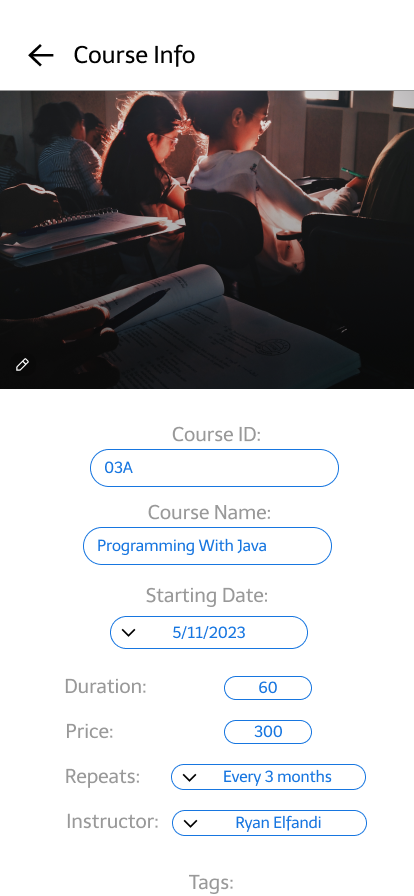 Course Info
Course ID:
03A
Course Name:
Programming With Java
Starting Date:
5/11/2023
Duration: 60
Price: 300
Repeats: Every 3 months
Instructor: Ryan Elfandi
Tags: